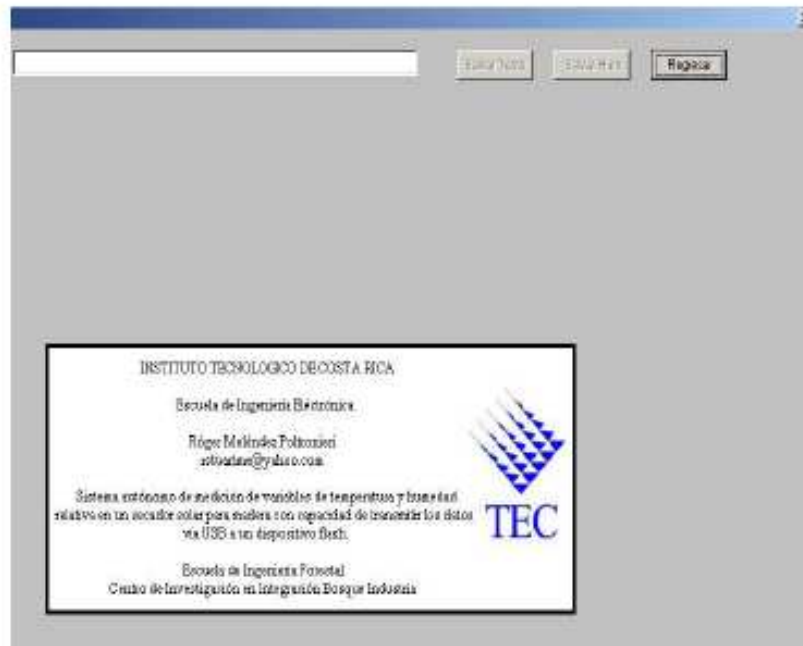 Regresar
INSTITUTO TECNOLOGICO DE COSTA RICA
Escuela de Ingeniería Electrónica
Róger Meléndez
@yahoo.com
Sistema autónomo de medición de variables de temperatura y humedad
relativa en un secador solar para madera con capacidad de transmitir los datos
vía USB a un dispositivo flash.
TEC
Escuela de Ingeniería Forestal
Centro de Investigación en Integración Bosque Industria